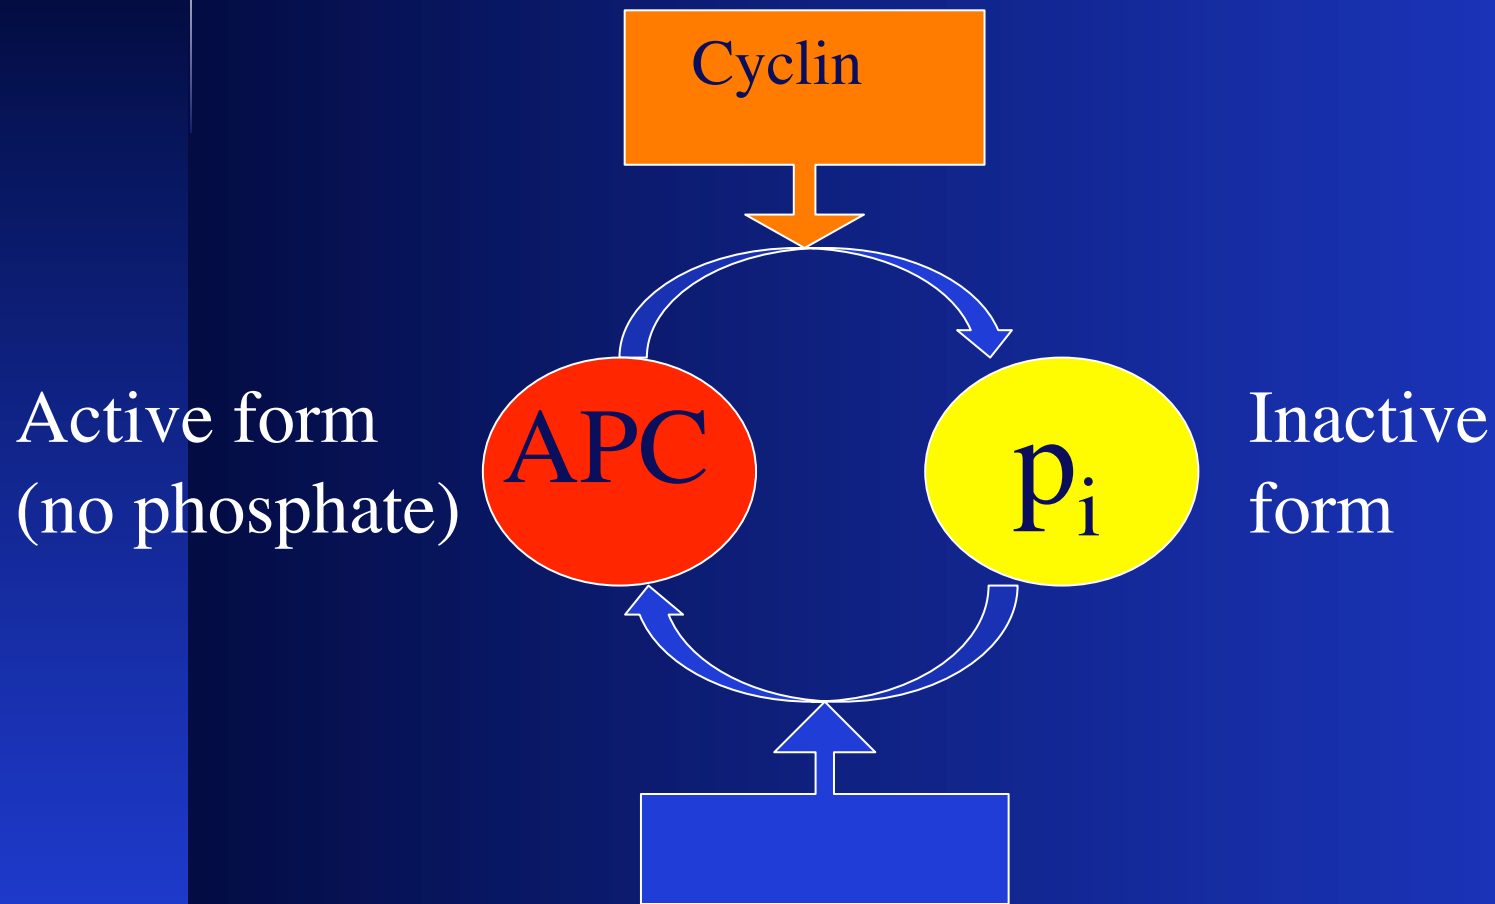 Cyclin
Active form
(no phosphate)
APC
pi
Inactive
form